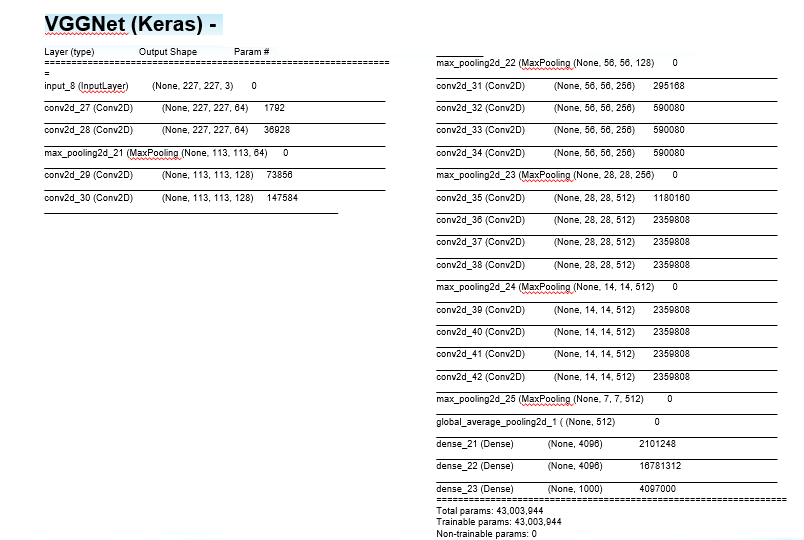 VGGNet (Keras) -
Layer (type) Output Shape Param #
=================================================================
=
input_8 (InputLayer) (None, 227, 227, 3) 0
conv2d_27 (Conv2D) (None, 227, 227, 64) 1792
conv2d_28 (Conv2D) (None, 227, 227, 64) 36928
max_pooling2d_21 (MaxPooling (None, 113, 113, 64) 0
conv2d_29 (Conv2D) (None, 113, 113, 128) 73856
conv2d_30 (Conv2D) (None, 113, 113, 128) 147584
max_pooling2d_22 (MaxPooling (None, 56, 56, 128) 0
conv2d_31 (Conv2D) (None, 56, 56, 256) 295168
conv2d_32 (Conv2D) (None, 56, 56, 256) 590080
conv2d_33 (Conv2D) (None, 56, 56, 256) 590080
conv2d_34 (Conv2D) (None, 56, 56, 256) 590080
max_pooling2d_23 (MaxPooling (None, 28, 28, 256) 0
conv2d_35 (Conv2D) (None, 28, 28, 512) 1180160
conv2d_36 (Conv2D) (None, 28, 28, 512) 2359808
conv2d_37 (Conv2D) (None, 28, 28, 512) 2359808
conv2d_38 (Conv2D) (None, 28, 28, 512) 2359808
max_pooling2d_24 (MaxPooling (None, 14, 14, 512) 0
conv2d_39 (Conv2D) (None, 14, 14, 512) 2359808
conv2d_40 (Conv2D) (None, 14, 14, 512) 2359808
conv2d_41 (Conv2D) (None, 14, 14, 512) 2359808
conv2d_42 (Conv2D) (None, 14, 14, 512) 2359808
max_pooling2d_25 (MaxPooling (None, 7, 7, 512) 0
global_average_pooling2d_1 ( (None, 512) 0
dense_21 (Dense) (None, 4096) 2101248
dense_22 (Dense) (None, 4096) 16781312
dense_23 (Dense) (None, 1000) 4097000
=================================================================
Total params: 43,003,944
Trainable params: 43,003,944
Non-trainable params: 0